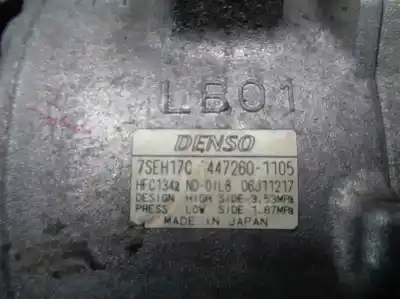 LB01
DENSO
7SEH17C 447260-1105
HFC134a ND-OIL8 06J11217
DESIGN HIGH SIDE 3.53MPa
PRESS LOW SIDE 1.67MPa
MADE IN JAPAN